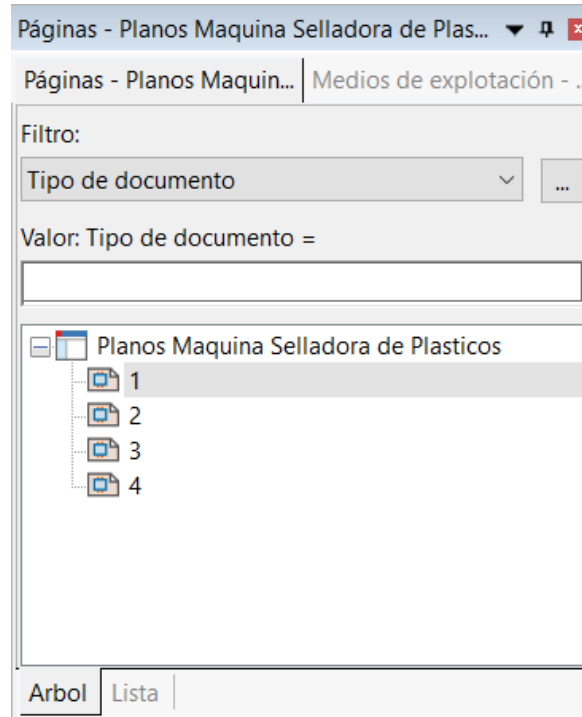 Páginas - Planos Maquina Selladora de Plas...
Páginas - Planos Maquin... Medios de explotación - ..
Filtro:
Tipo de documento ...
Valor: Tipo de documento =
Planos Maquina Selladora de Plasticos
1
2
3
4
Arbol Lista